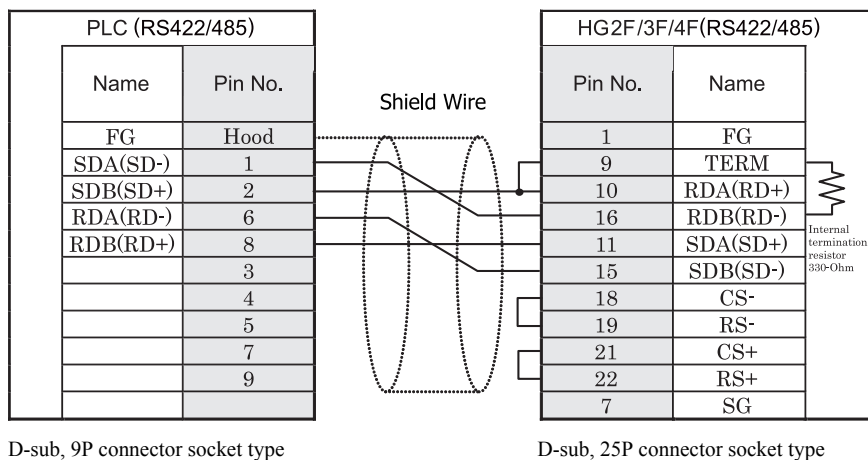 PLC (RS422/485)
Name Pin No.
FG Hood
SDA(SD-) 1
SDB(SD+) 2
RDA(RD-) 6
RDB(RD+) 8
3
4
5
7
9
Shield Wire
HG2F/3F/4F(RS422/485)
Pin No. Name
1 FG
9 TERM
10 RDA(RD+)
16 RDB(RD-)
11 SDA(SD+)
15 SDB(SD-)
18 CS-
19 RS-
21 CS+
22 RS+
7 SG
Internal
termination
resistor
330-Ohm
D-sub, 9P connector socket type
D-sub, 25P connector socket type